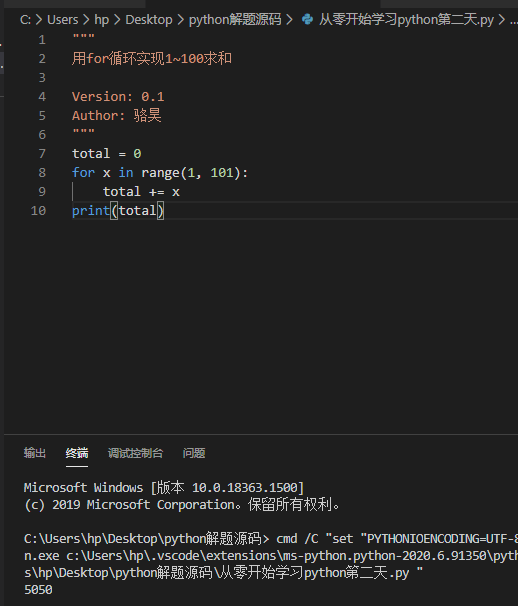 C: > Users > hp > Desktop > python解题源码 > 从零开始学习python第二天.py > ...
1 """
2 用for循环实现1~100求和
3
4 Version: 0.1
5 Author: 骆昊
6 """
7 total = 0
8 for x in range(1, 101):
9 total += x
10 print(total)
输出 终端 调试控制台 问题
Microsoft Windows [版本 10.0.18363.1500]
(c) 2019 Microsoft Corporation。保留所有权利。
C:\Users\hp\Desktop\python解题源码> cmd /C "set "PYTHONIOENCODING=UTF-8
n.exe c:\Users\hp\.vscode\extensions\ms-python.python-2020.6.91350\pyth
s\hp\Desktop\python解题源码\从零开始学习python第二天.py "
5050